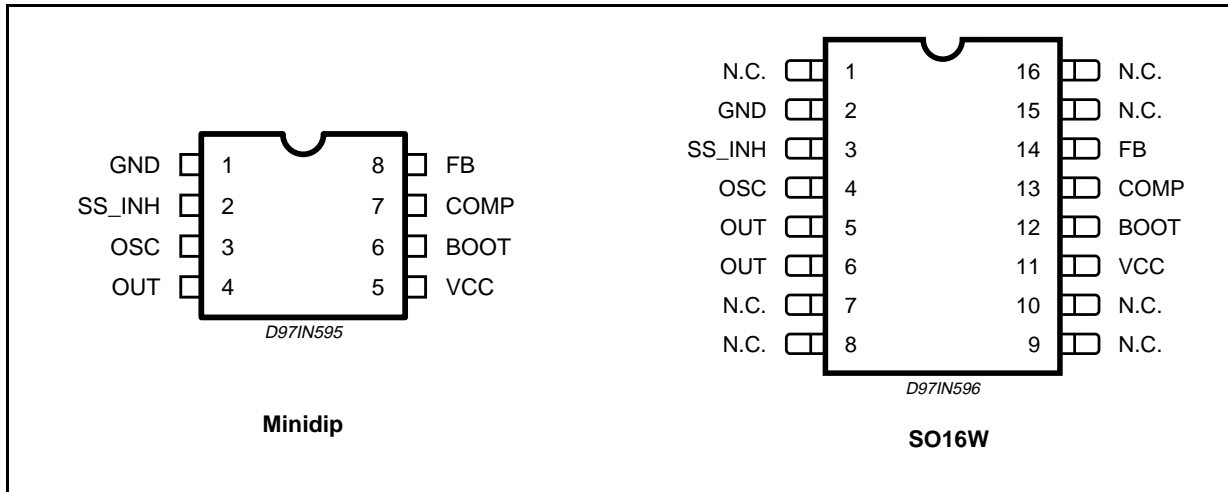 GND 1 8 FB
SS_INH 2 7 COMP
OSC 3 6 BOOT
OUT 4 5 VCC
D97IN595
Minidip
N.C. 1 16 N.C.
GND 2 15 N.C.
SS_INH 3 14 FB
OSC 4 13 COMP
OUT 5 12 BOOT
OUT 6 11 VCC
N.C. 7 10 N.C.
N.C. 8 9 N.C.
D97IN596
SO16W